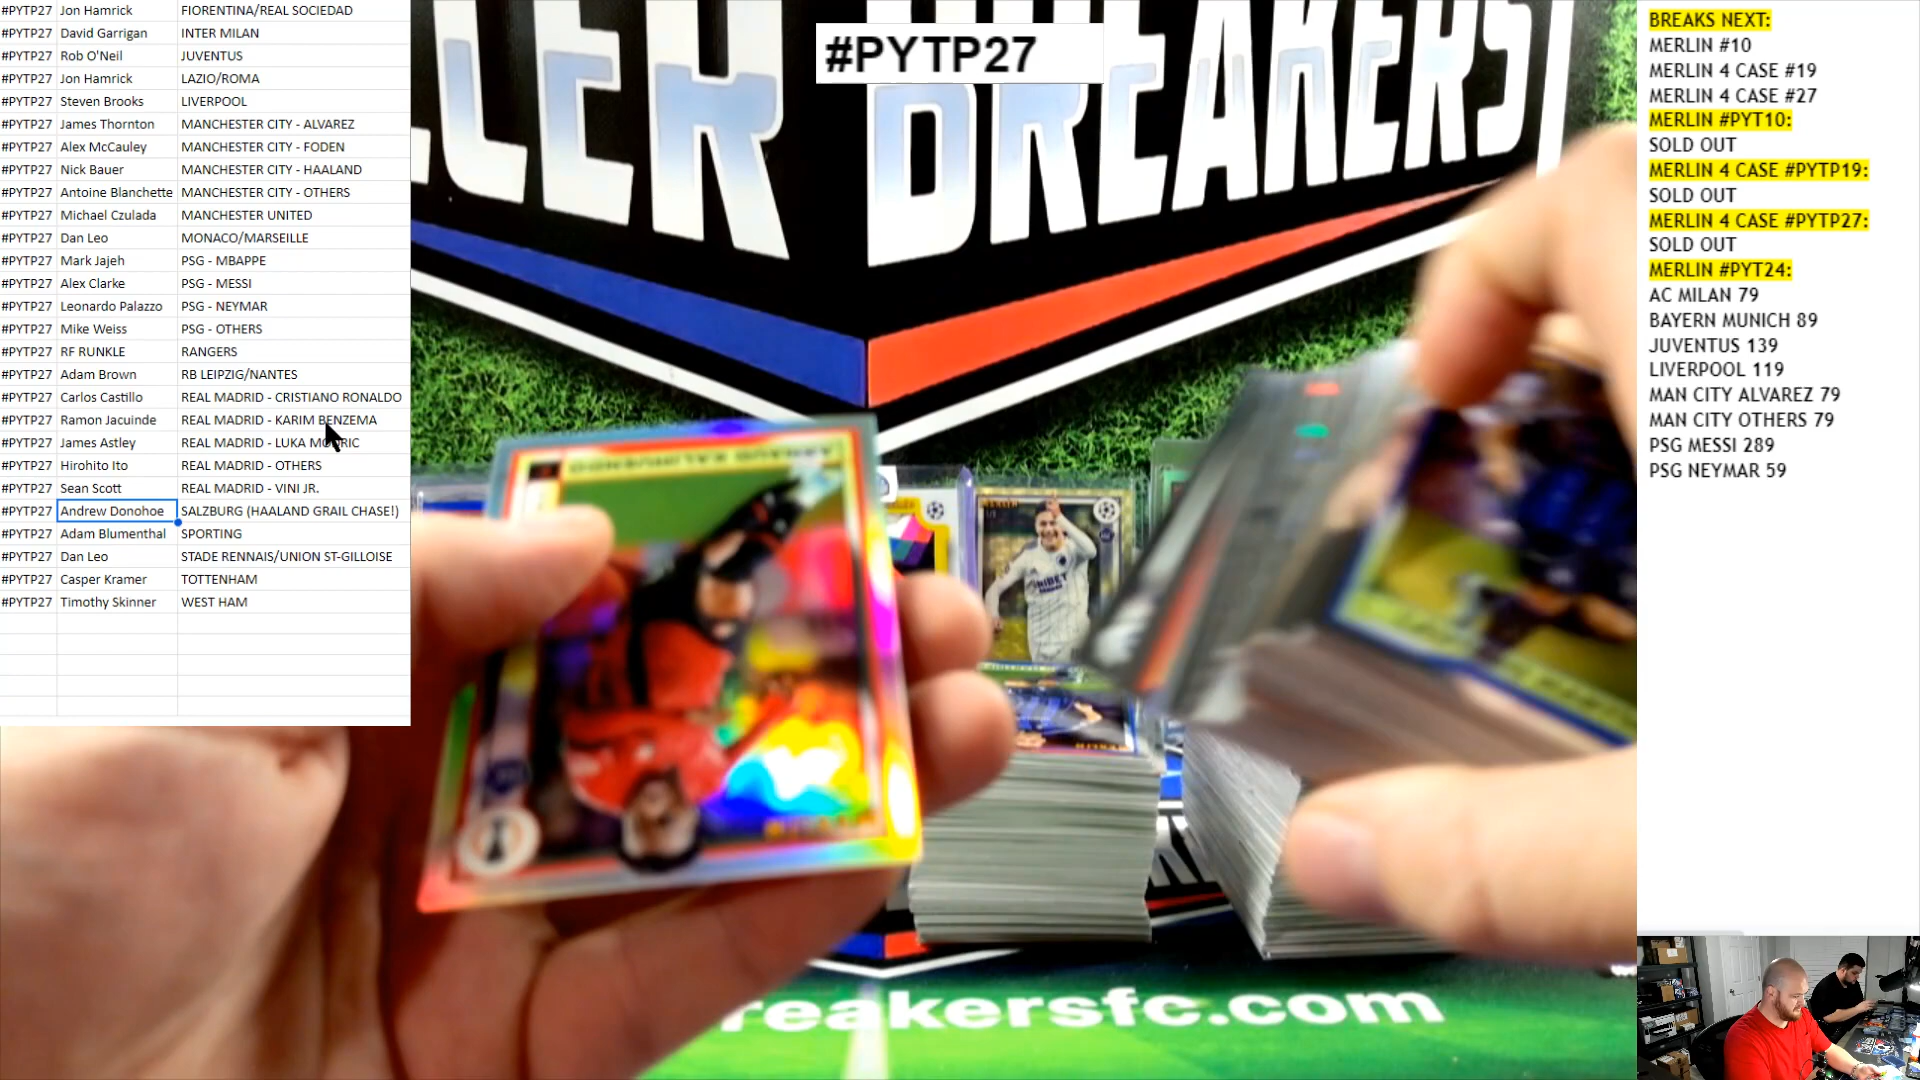 #PYTP27 Jon Hamrick FIORENTINA/REAL SOCIEDAD
#PYTP27 David Garrigan INTER MILAN
#PYTP27 Rob O'Neil JUVENTUS
#PYTP27 Jon Hamrick LAZIO/ROMA
#PYTP27 Steven Brooks LIVERPOOL
#PYTP27 James Thornton MANCHESTER CITY - ALVAREZ
#PYTP27 Alex McCauley MANCHESTER CITY - FODEN
#PYTP27 Nick Bauer MANCHESTER CITY - HAALAND
#PYTP27 Antoine Blanchette MANCHESTER CITY - OTHERS
#PYTP27 Michael Czulada MANCHESTER UNITED
#PYTP27 Dan Leo MONACO/MARSEILLE
#PYTP27 Mark Jajeh PSG - MBAPPE
#PYTP27 Alex Clarke PSG - MESSI
#PYTP27 Leonardo Palazzo PSG - NEYMAR
#PYTP27 Mike Weiss PSG - OTHERS
#PYTP27 RF RUNKLE RANGERS
#PYTP27 Adam Brown RB LEIPZIG/NANTES
#PYTP27 Carlos Castillo REAL MADRID - CRISTIANO RONALDO
#PYTP27 Ramon Jacuinde REAL MADRID - KARIM BENZEMA
#PYTP27 James Astley REAL MADRID - LUKA MODRIC
#PYTP27 Hirohito Ito REAL MADRID - OTHERS
#PYTP27 Sean Scott REAL MADRID - VINI JR.
#PYTP27 Andrew Donohoe SALZBURG (HAALAND GRAIL CHASE!)
#PYTP27 Adam Blumenthal SPORTING
#PYTP27 Dan Leo STADE RENNAIS/UNION ST-GILLOISE
#PYTP27 Casper Kramer TOTTENHAM
#PYTP27 Timothy Skinner WEST HAM
#PYTP27
LLER BREAKERS
MERLIN
UNIBET
reakersfc.com
BREAKS NEXT:
MERLIN #10
MERLIN 4 CASE #19
MERLIN 4 CASE #27
MERLIN #PYT10:
SOLD OUT
MERLIN 4 CASE #PYTP19:
SOLD OUT
MERLIN 4 CASE #PYTP27:
SOLD OUT
MERLIN #PYT24:
AC MILAN 79
BAYERN MUNICH 89
JUVENTUS 139
LIVERPOOL 119
MAN CITY ALVAREZ 79
MAN CITY OTHERS 79
PSG MESSI 289
PSG NEYMAR 59